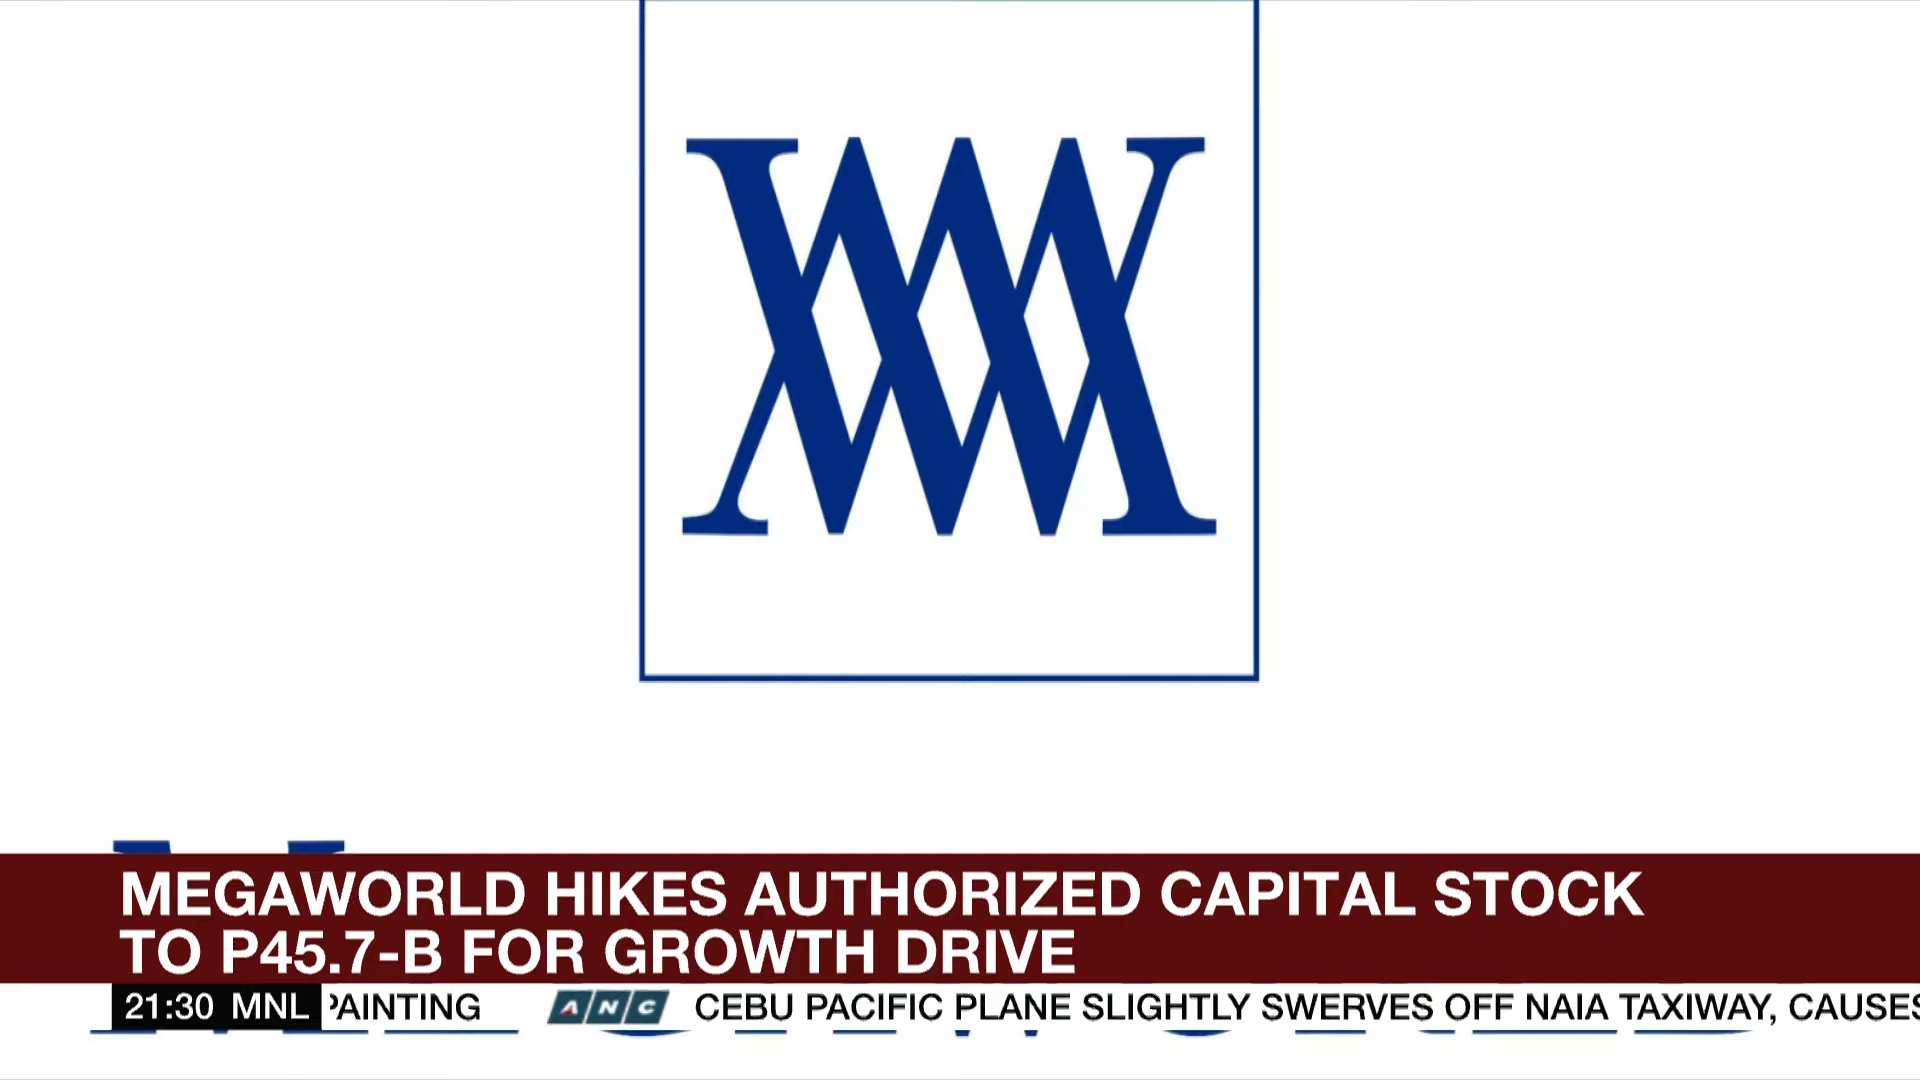 MEGAWORLD HIKES AUTHORIZED CAPITAL STOCK
TO P45.7-B FOR GROWTH DRIVE
21:30 MNL PAINTING ANC CEBU PACIFIC PLANE SLIGHTLY SWERVES OFF NAIA TAXIWAY, CAUSES